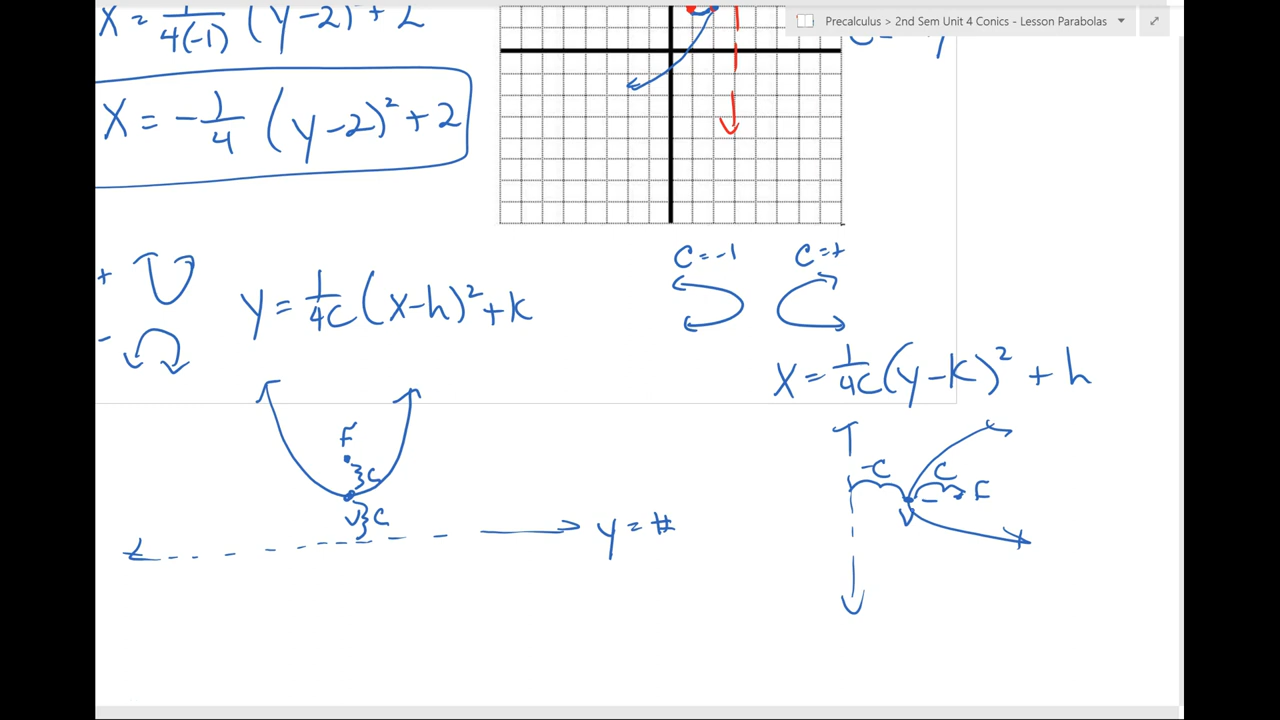 Precalculus > 2nd Sem Unit 4 Conics - Lesson Parabolas
X = 1/4(-1) (y-2)² + 2
X = -1/4 (y-2)² + 2
C = -1
C = +
+
-
y = 1/4C (x-h)² + k
X = 1/4C (y-k)² + h
F
}C
V}C
y = #
-C
C
F
V